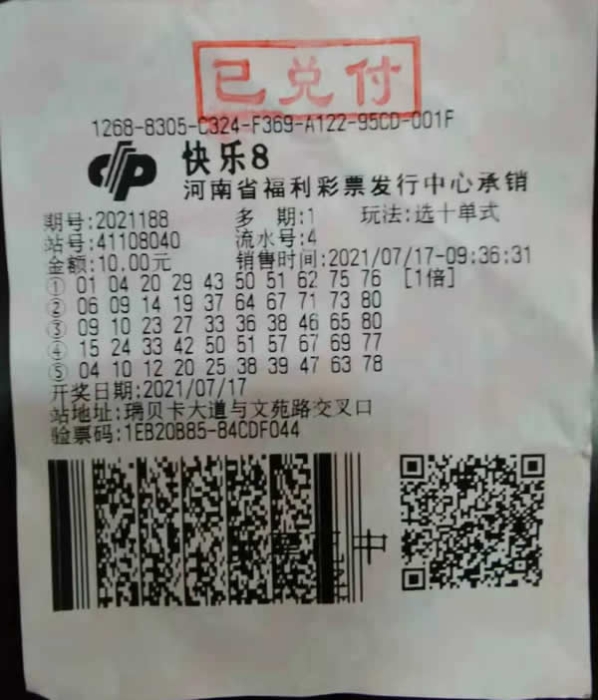 已兑付
1268-8305-C324-F369-A122-95CD-001F
快乐8
河南省福利彩票发行中心承销
期号:2021188 多 期:1 玩法:选十单式
站号:41108040 流水号:4
金额:10.00元 销售时间:2021/07/17-09:36:31
① 01 04 20 29 43 50 51 62 75 76 [1倍]
② 06 09 14 19 37 64 67 71 73 80
③ 09 10 23 27 33 36 38 46 65 80
④ 15 24 33 42 50 51 57 67 69 77
⑤ 04 10 12 20 25 38 39 47 63 78
开奖日期:2021/07/17
站地址:瑞贝卡大道与文苑路交叉口
验票码:1EB20B85-84CDF044